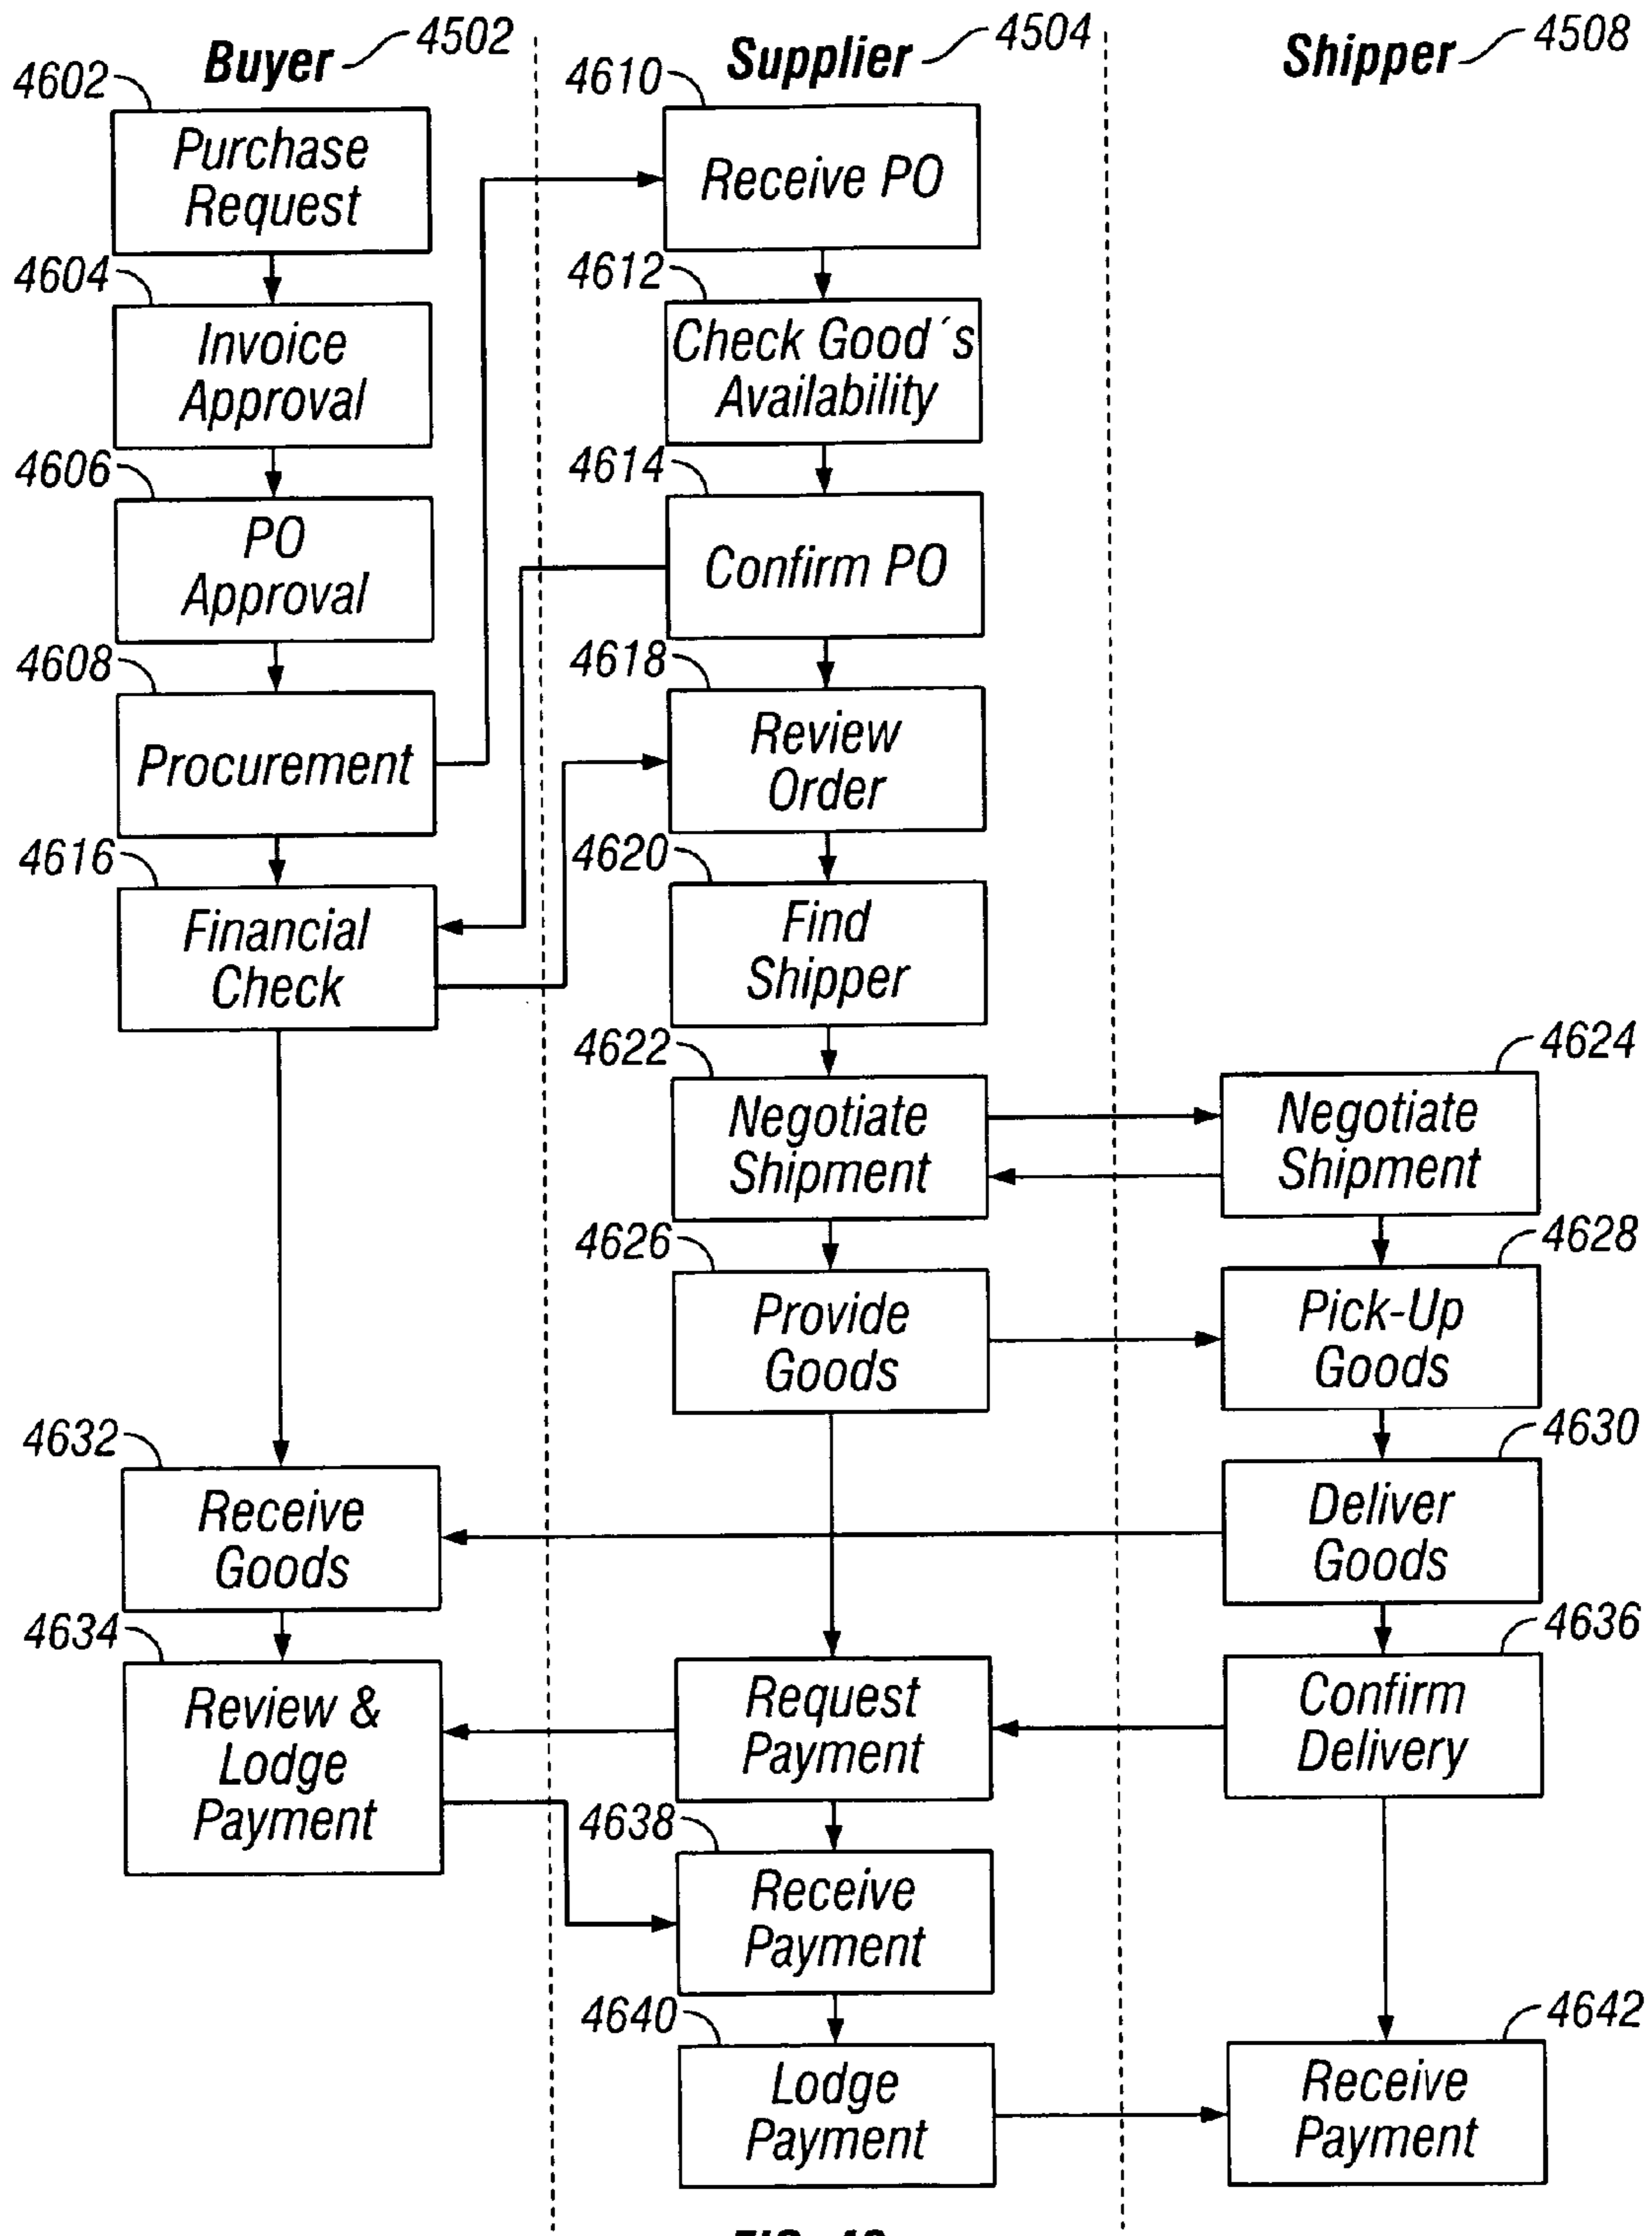 Buyer 4502
Supplier 4504
Shipper 4508
4602
Purchase
Request
4604
Invoice
Approval
4606
PO
Approval
4608
Procurement
4616
Financial
Check
4632
Receive
Goods
4634
Review &
Lodge
Payment
4610
Receive PO
4612
Check Good´s
Availability
4614
Confirm PO
4618
Review
Order
4620
Find
Shipper
4622
Negotiate
Shipment
4626
Provide
Goods
Request
Payment
4638
Receive
Payment
4640
Lodge
Payment
4624
Negotiate
Shipment
4628
Pick-Up
Goods
4630
Deliver
Goods
4636
Confirm
Delivery
4642
Receive
Payment